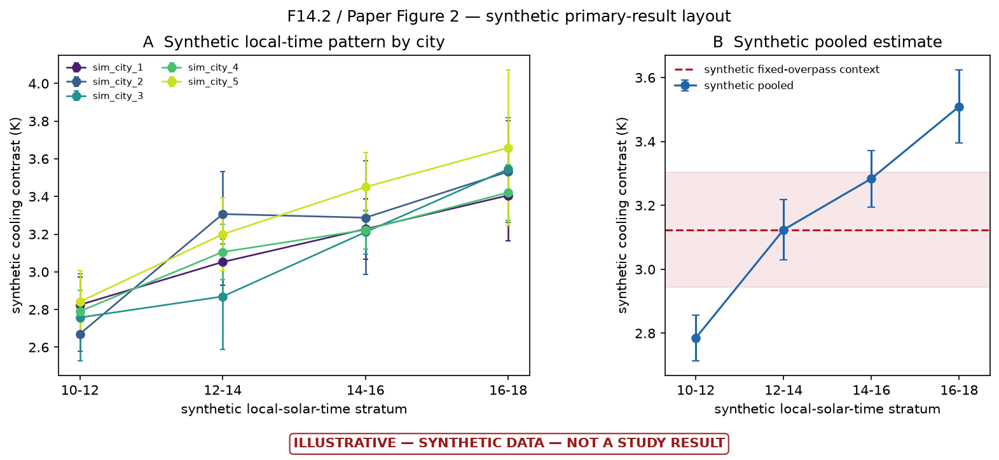 F14.2 / Paper Figure 2 — synthetic primary-result layout
A  Synthetic local-time pattern by city
sim_city_1
sim_city_2
sim_city_3
sim_city_4
sim_city_5
synthetic cooling contrast (K)
4.0
3.8
3.6
3.4
3.2
3.0
2.8
2.6
10-12
12-14
14-16
16-18
synthetic local-solar-time stratum
B  Synthetic pooled estimate
synthetic fixed-overpass context
synthetic pooled
synthetic cooling contrast (K)
3.6
3.4
3.2
3.0
2.8
10-12
12-14
14-16
16-18
synthetic local-solar-time stratum
ILLUSTRATIVE — SYNTHETIC DATA — NOT A STUDY RESULT